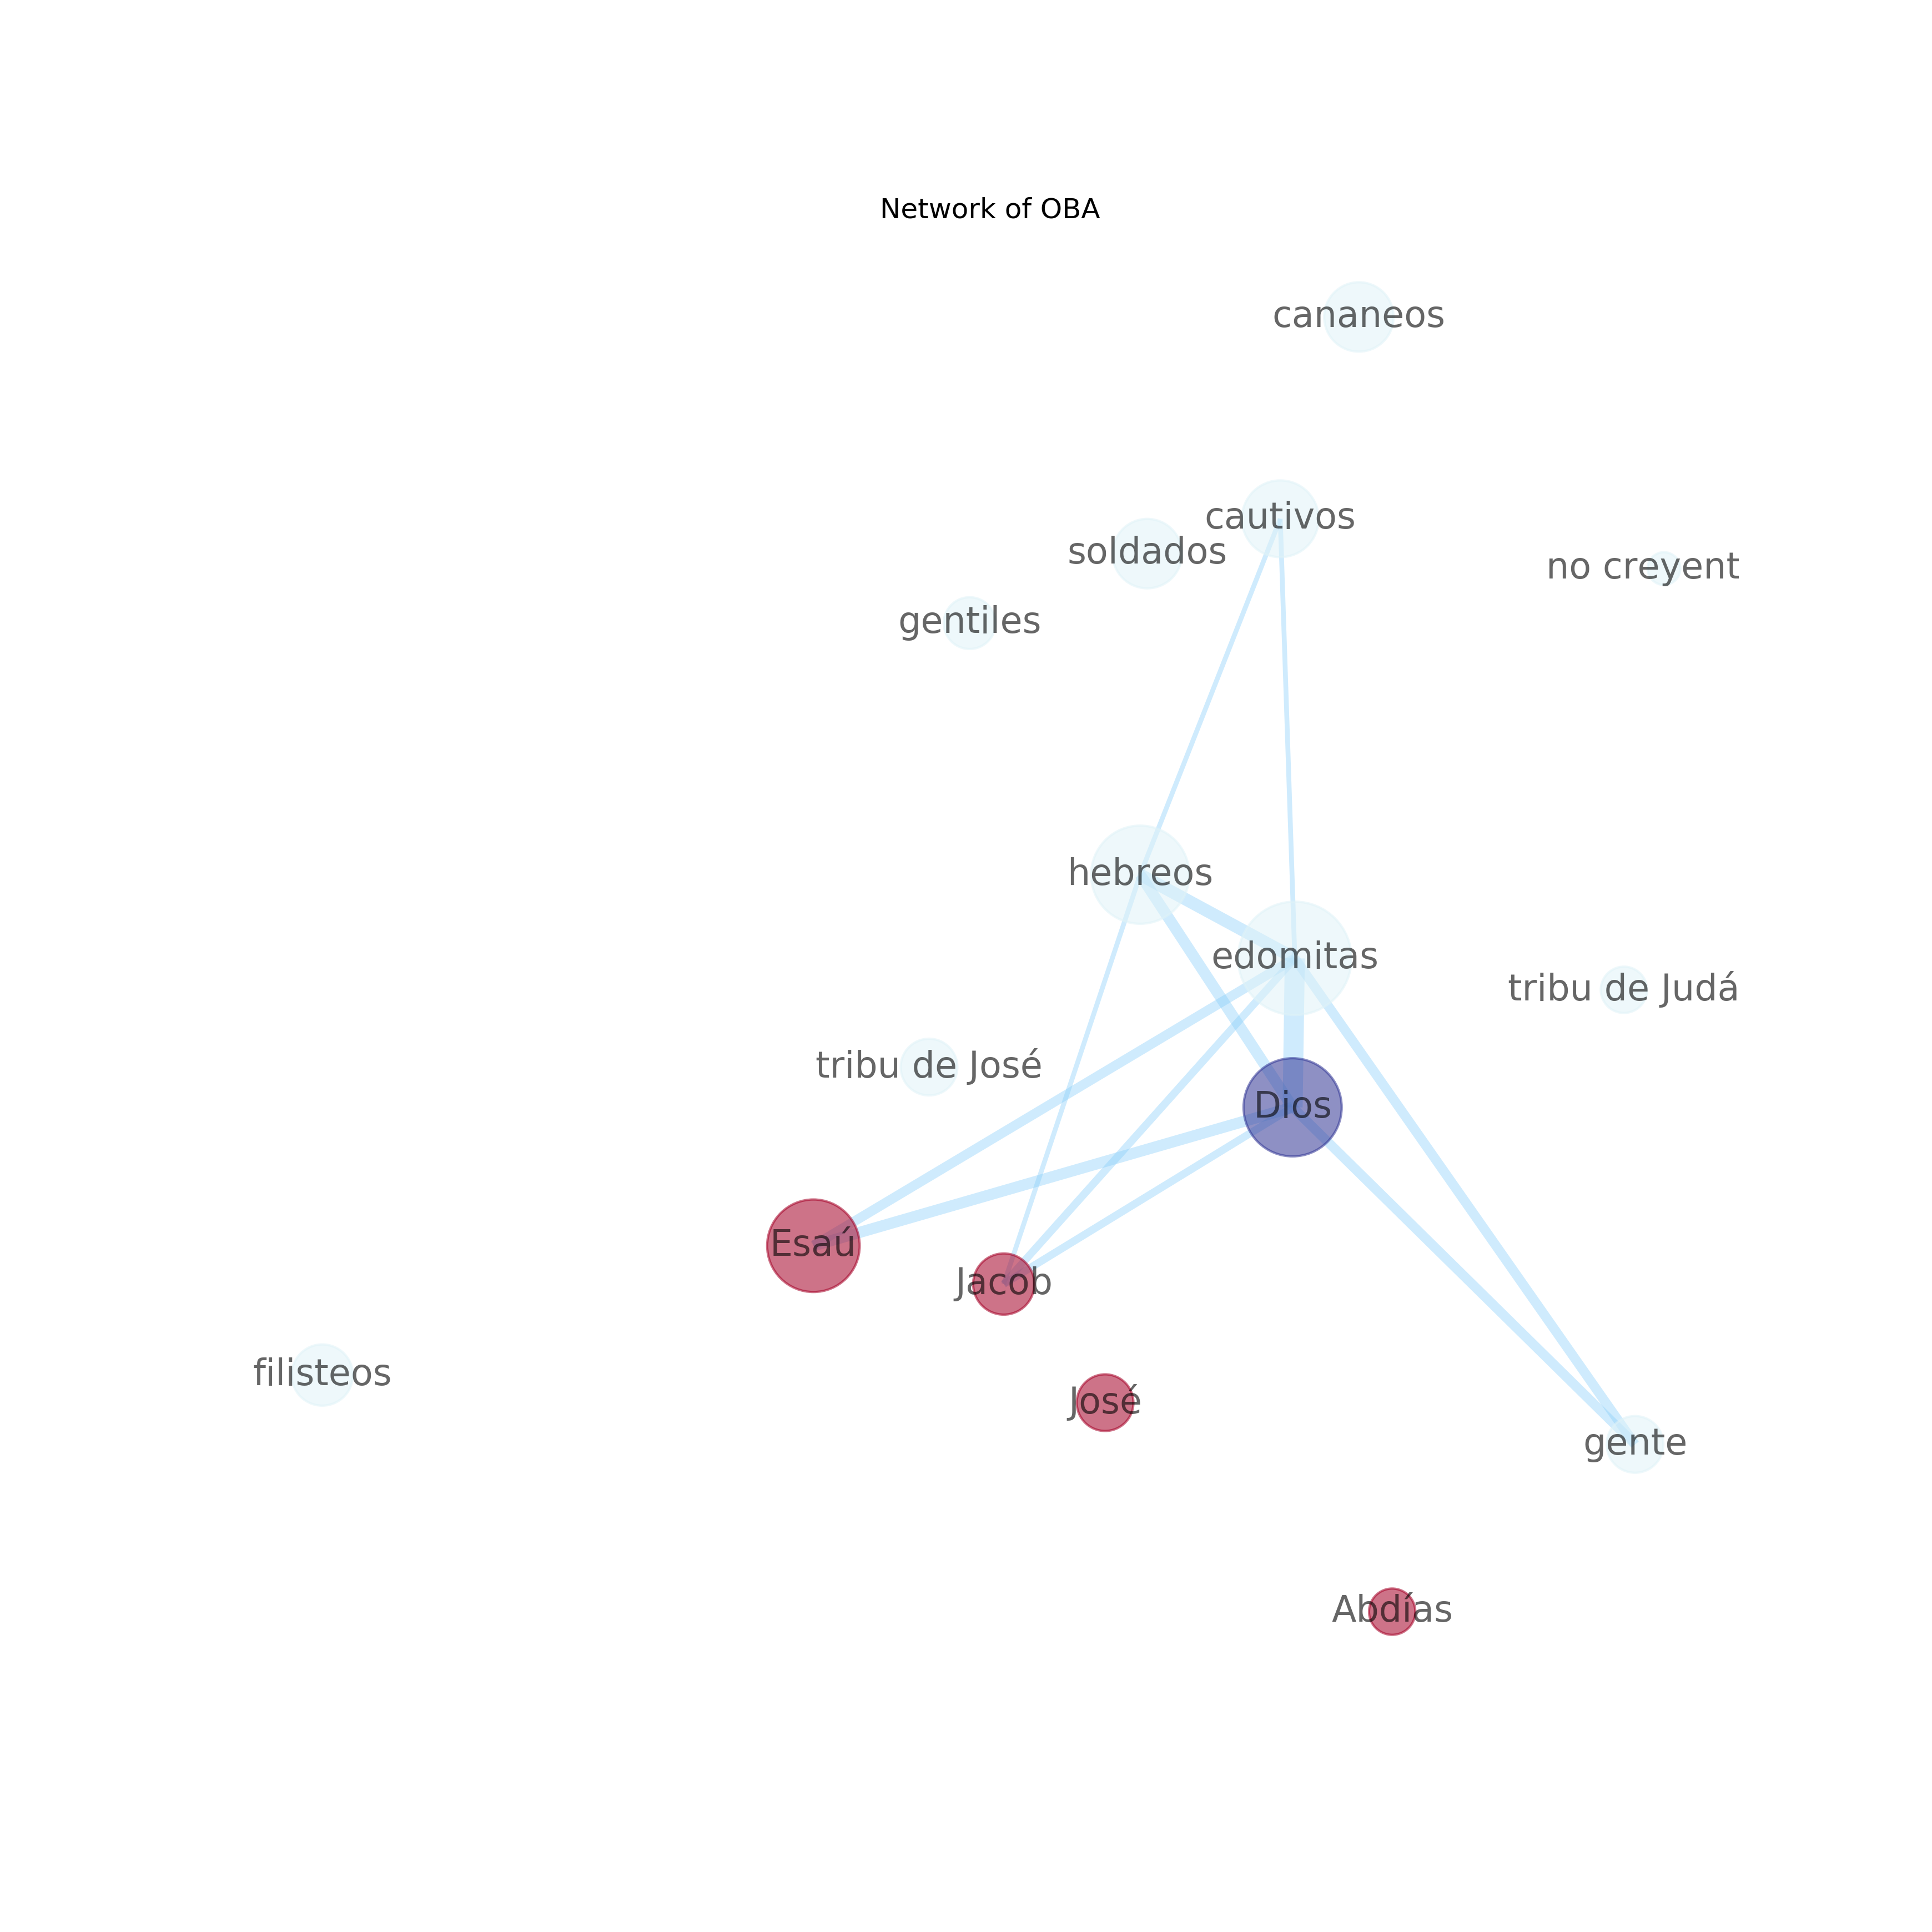 Network of OBA
cananeos
cautivos
soldados
no creyent
gentiles
hebreos
edomitas
tribu de Judá
tribu de José
Dios
Esaú
Jacob
filisteos
José
gente
Abdías